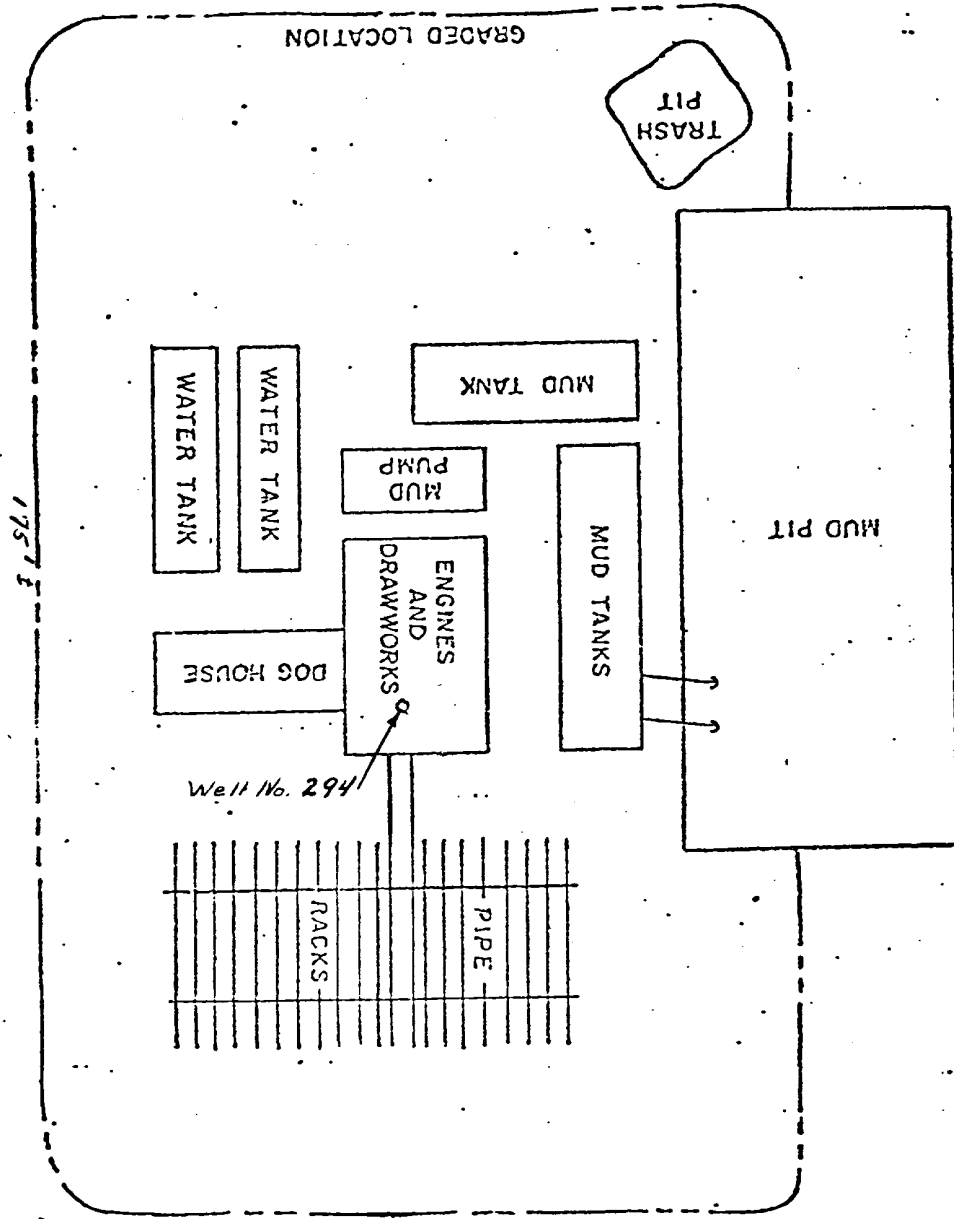 GRADED LOCATION
TRASH
PIT
WATER TANK
WATER TANK
MUD TANK
MUD
PUMP
MUD PIT
175' ±
ENGINES
AND
DRAWWORKS
MUD TANKS
DOG HOUSE
Well No. 294
RACKS
PIPE